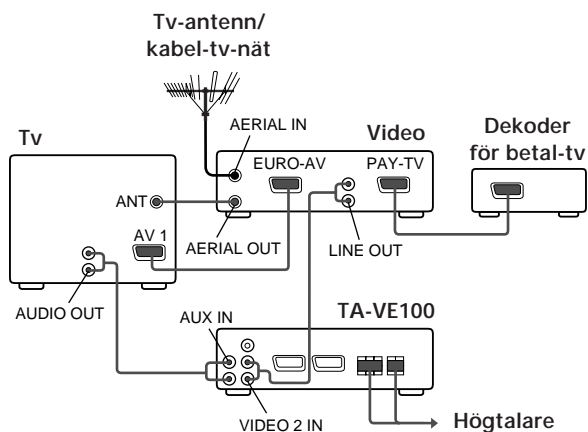 Tv-antenn/
kabel-tv-nät
AERIAL IN
Tv
Video
Dekoder
för betal-tv
EURO-AV
PAY-TV
ANT
AV 1
AERIAL OUT
LINE OUT
AUDIO OUT
AUX IN
TA-VE100
VIDEO 2 IN
Högtalare